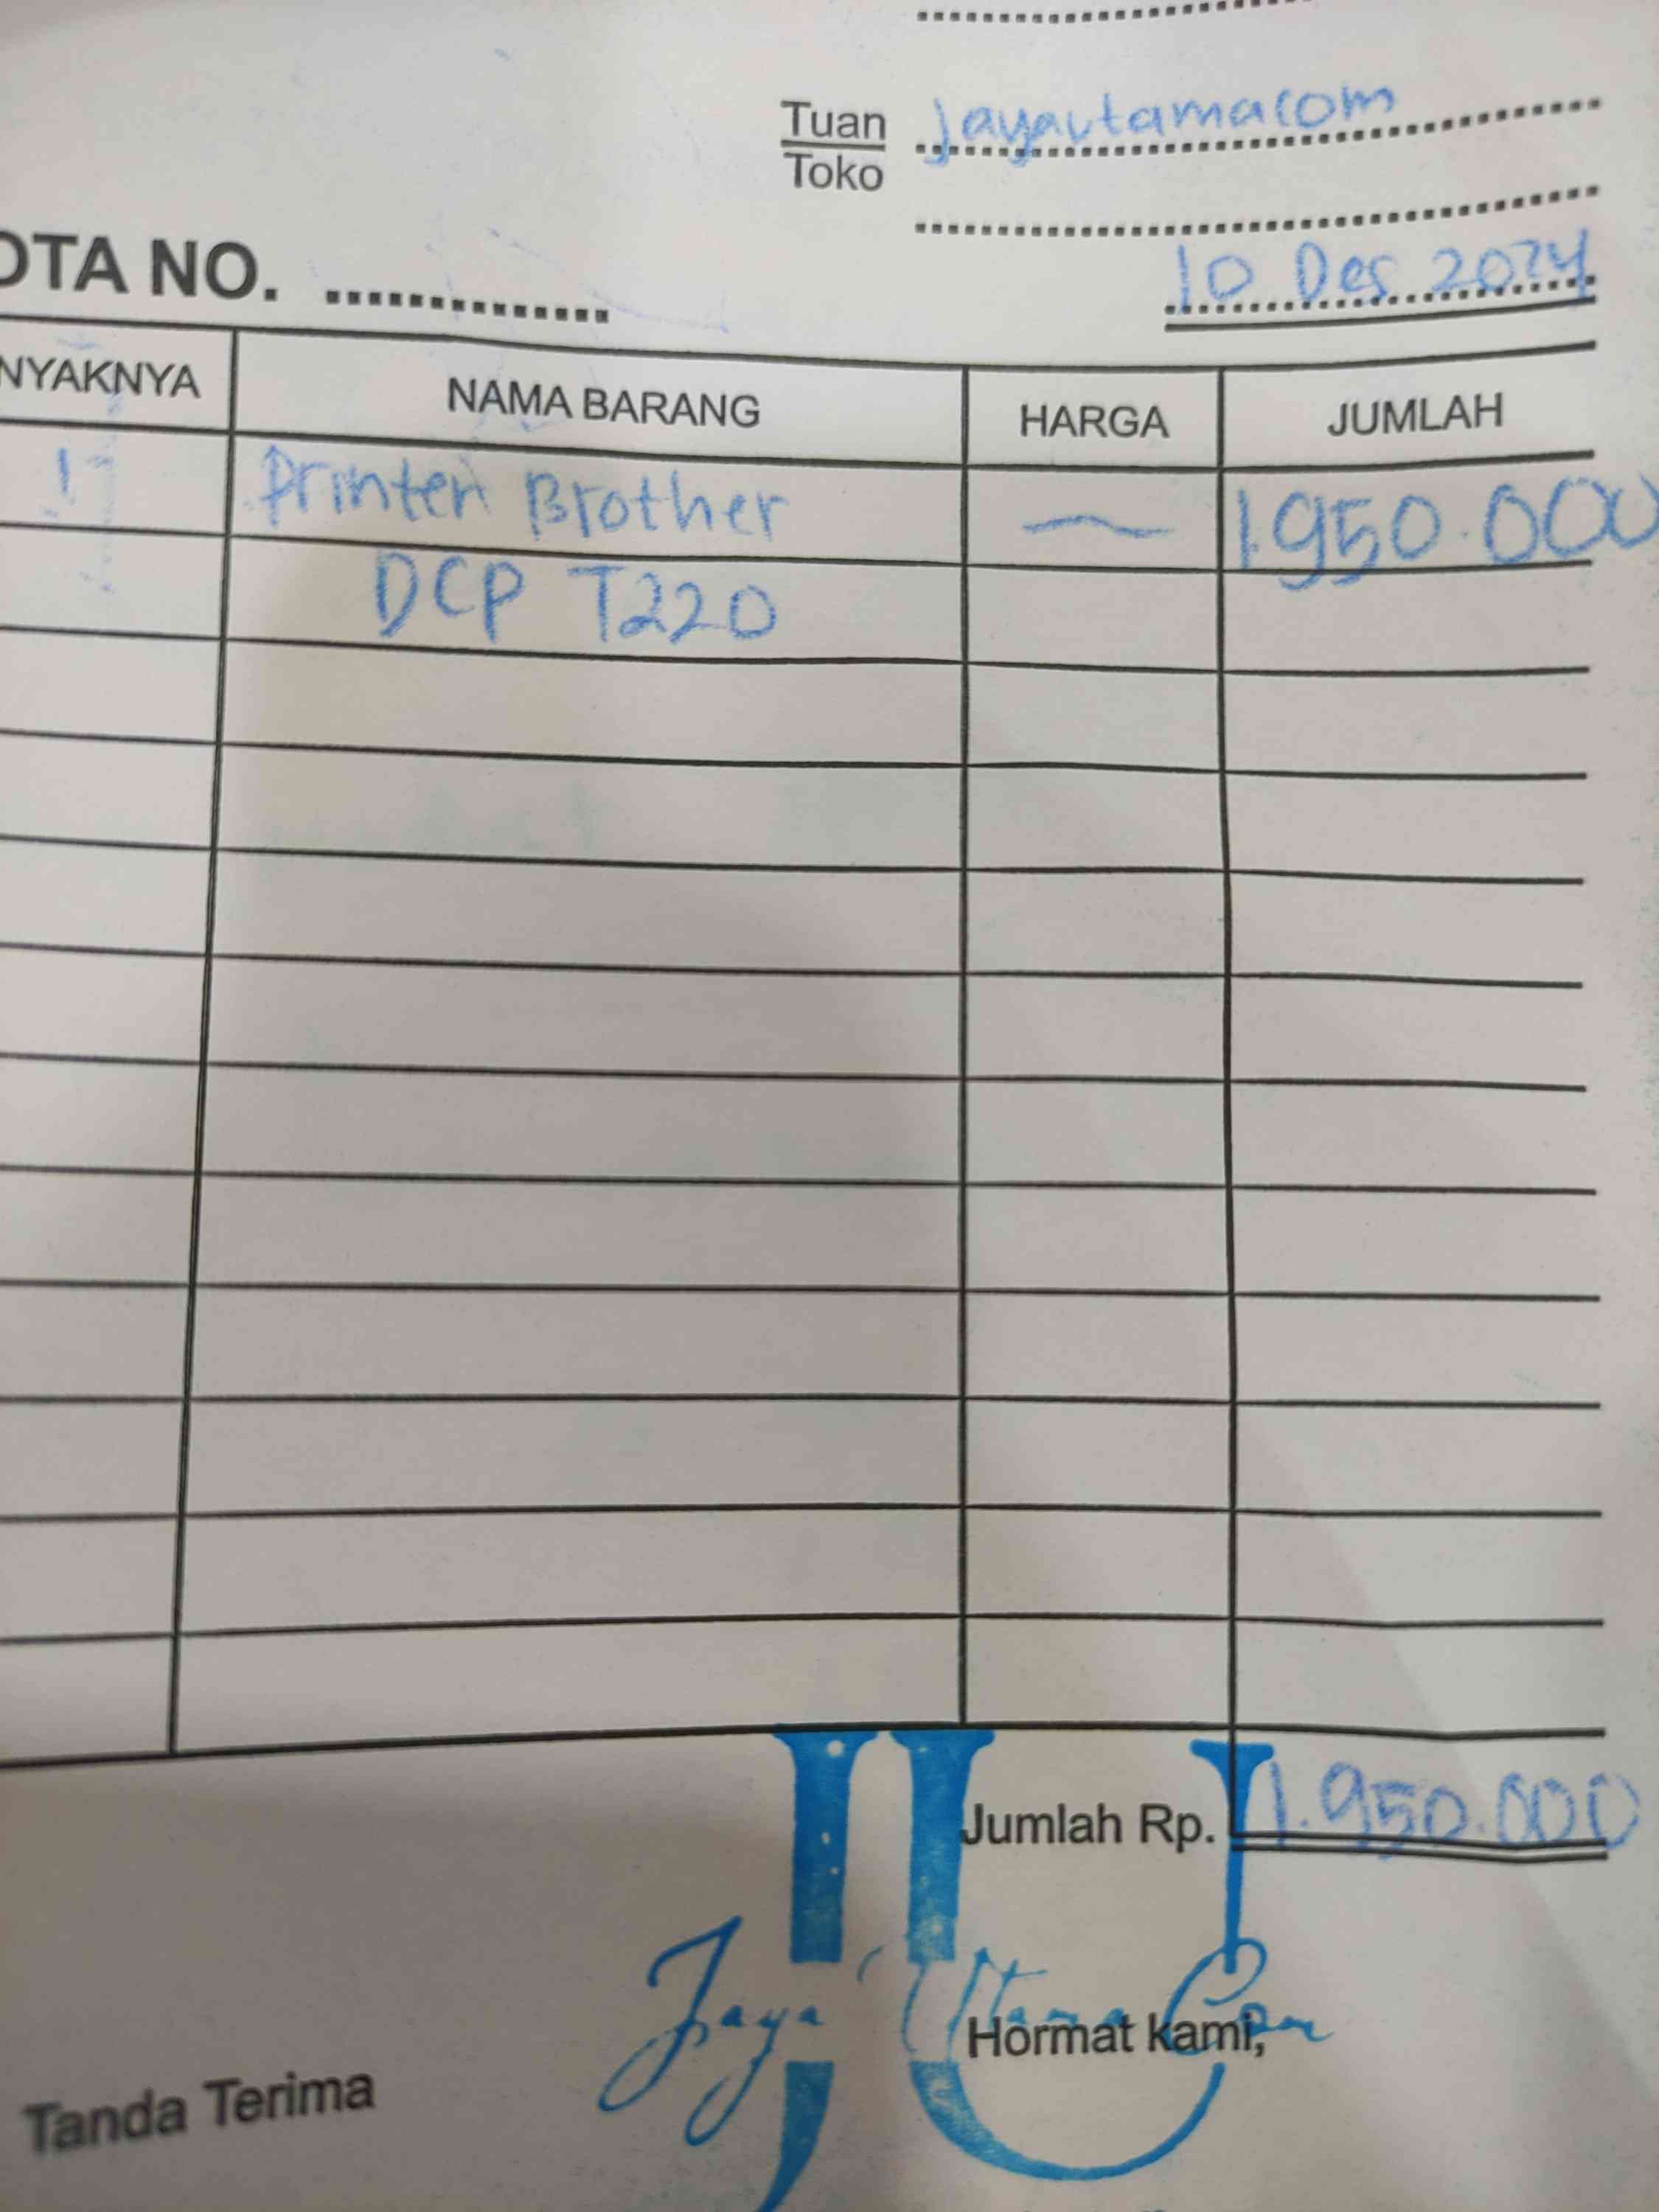 Tuan jayautamacom
Toko
OTA NO. ..............
10 Des 2024
NYAKNYA NAMA BARANG HARGA JUMLAH
1 Printer Brother — 1.950.000
DCP T220
Jumlah Rp. 1.950.000
JU
Jaya Utama Com
Hormat kami,
Tanda Terima